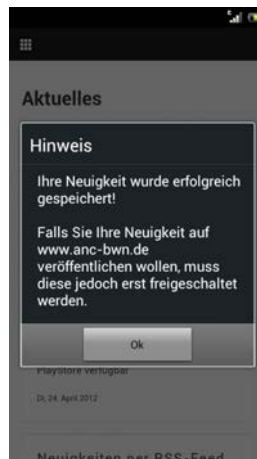 Aktuelles
Hinweis
Ihre Neuigkeit wurde erfolgreich
gespeichert!
Falls Sie Ihre Neuigkeit auf
www.anc-bwn.de
veröffentlichen wollen, muss
diese jedoch erst freigeschaltet
werden.
Ok
PlayStore verfügbar
Di, 24. April 2012
Neuigkeiten per RSS-Feed